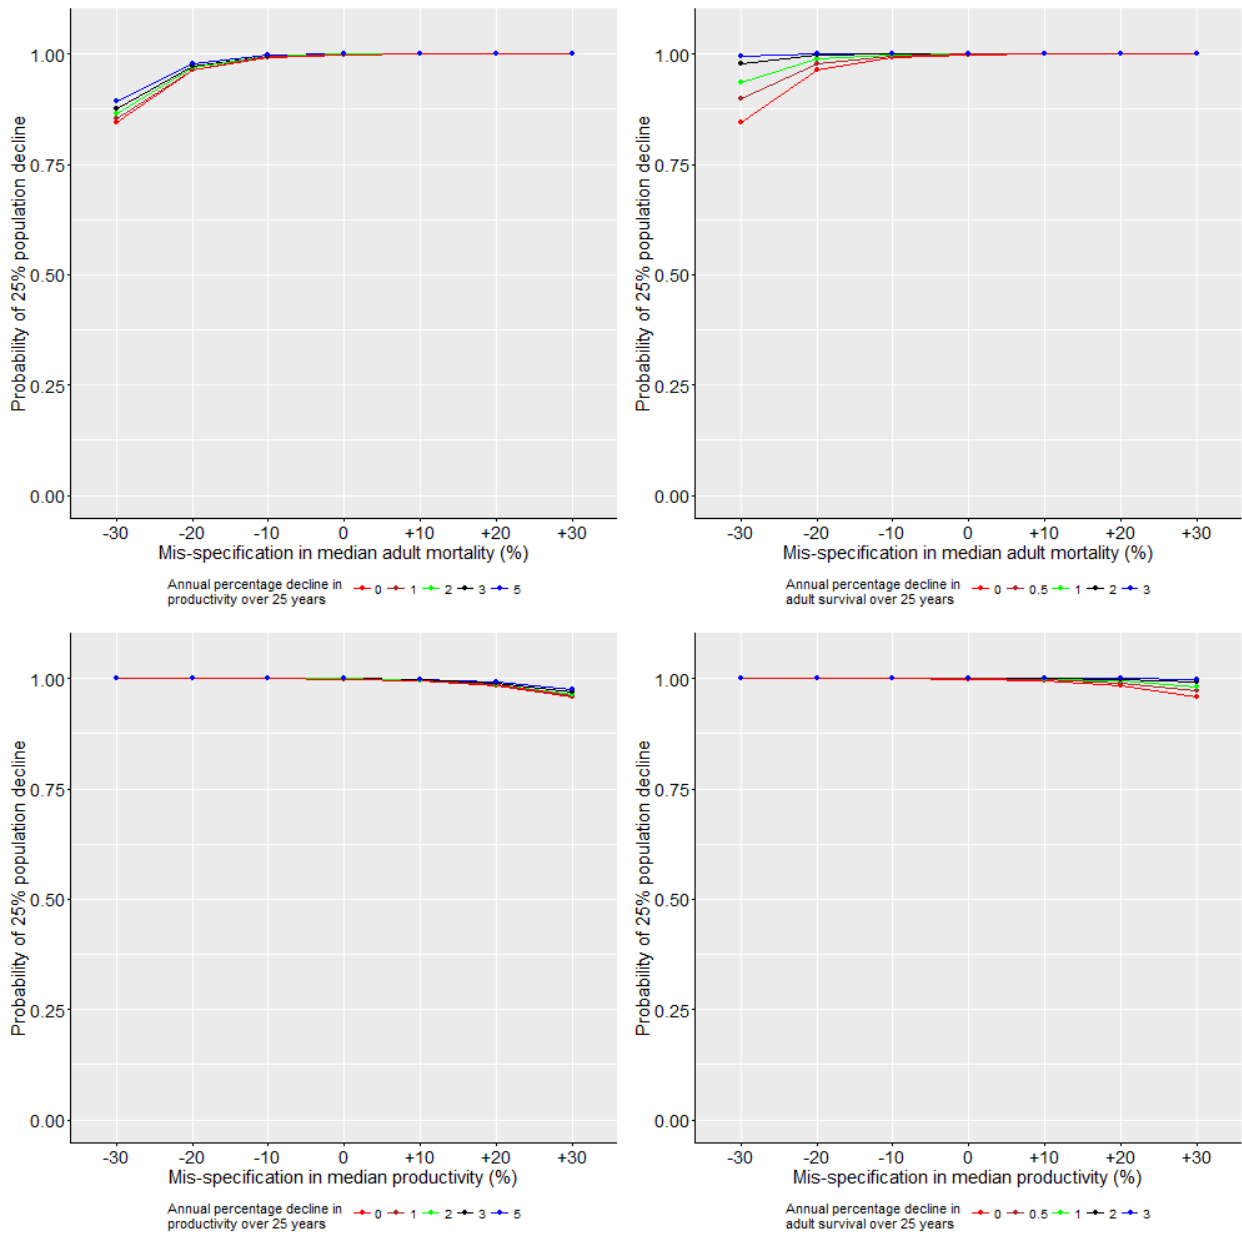 Probability of 25% population decline
1.00
0.75
0.50
0.25
0.00
-30 -20 -10 0 +10 +20 +30
Mis-specification in median adult mortality (%)
Annual percentage decline in
productivity over 25 years
0 1 2 3 5
Probability of 25% population decline
1.00
0.75
0.50
0.25
0.00
-30 -20 -10 0 +10 +20 +30
Mis-specification in median adult mortality (%)
Annual percentage decline in
adult survival over 25 years
0 0.5 1 2 3
Probability of 25% population decline
1.00
0.75
0.50
0.25
0.00
-30 -20 -10 0 +10 +20 +30
Mis-specification in median productivity (%)
Annual percentage decline in
productivity over 25 years
0 1 2 3 5
Probability of 25% population decline
1.00
0.75
0.50
0.25
0.00
-30 -20 -10 0 +10 +20 +30
Mis-specification in median productivity (%)
Annual percentage decline in
adult survival over 25 years
0 0.5 1 2 3